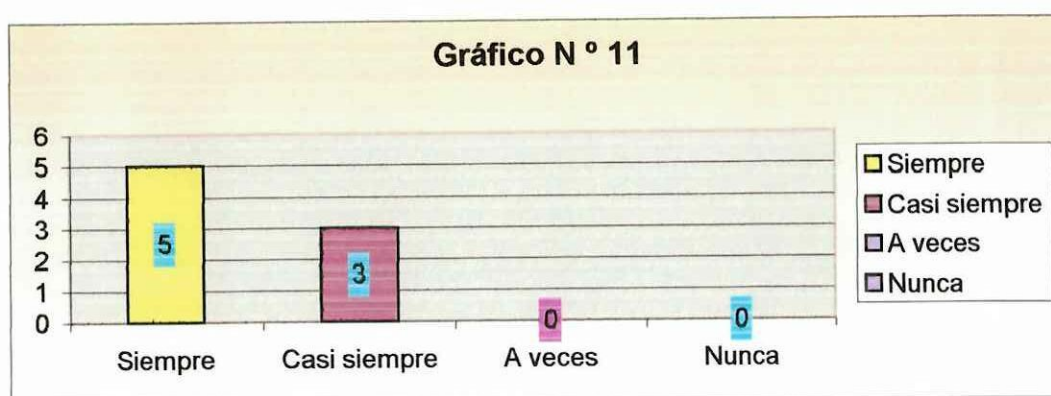 Gráfico N º 11
6
5
4
3
2
1
0
5
3
0
0
Siempre
Casi siempre
A veces
Nunca
Siempre
Casi siempre
A veces
Nunca